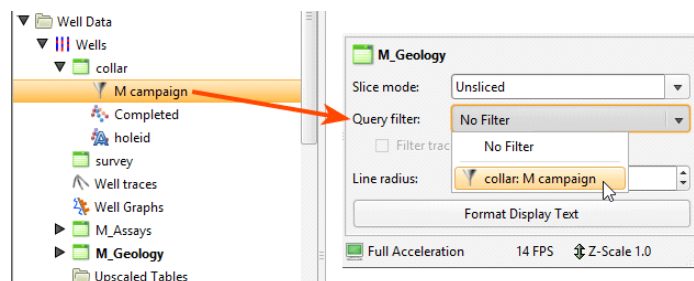 Well Data
Wells
collar
M campaign
Completed
holeid
survey
Well traces
Well Graphs
M_Assays
M_Geology
Upscaled Tables
M_Geology
Slice mode: Unsliced
Query filter: No Filter
Filter trac
No Filter
Line radius:
collar: M campaign
Format Display Text
Full Acceleration 14 FPS Z-Scale 1.0